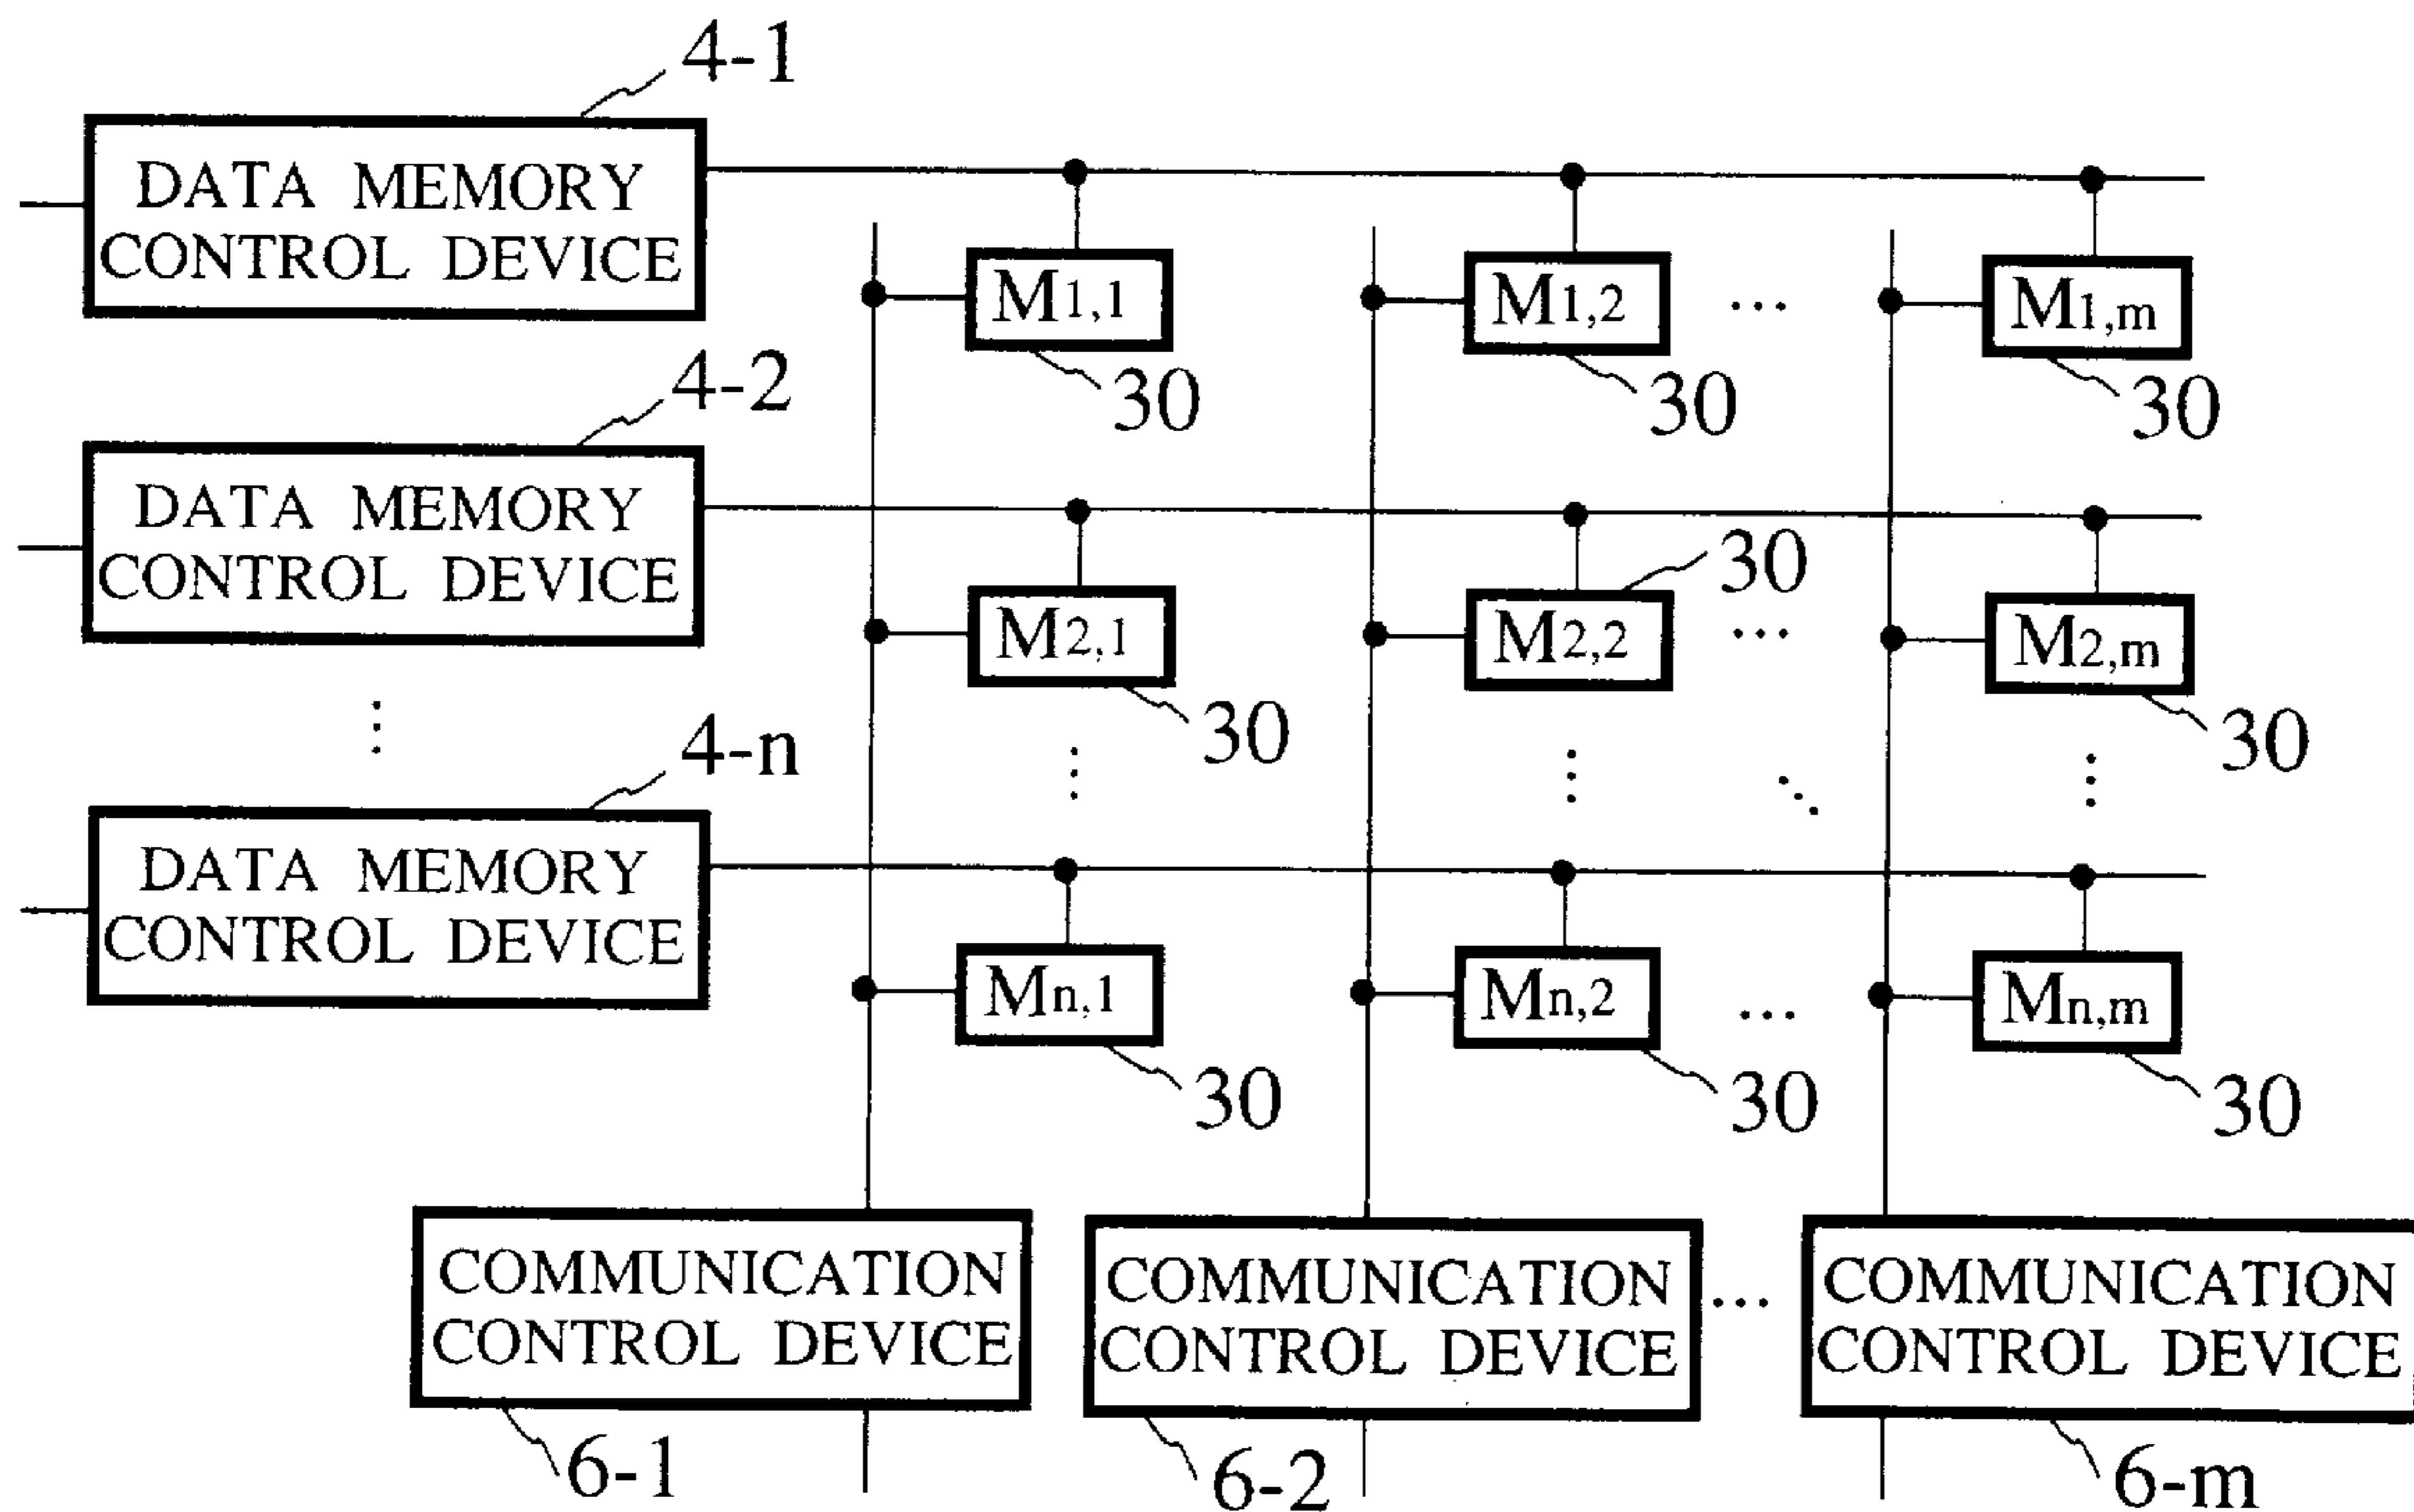 4-1
DATA MEMORY
CONTROL DEVICE
M1,1
M1,2
...
M1,m
30
30
30
4-2
DATA MEMORY
CONTROL DEVICE
30
M2,1
M2,2
...
M2,m
30
30
4-n
DATA MEMORY
CONTROL DEVICE
Mn,1
Mn,2
...
Mn,m
30
30
30
COMMUNICATION
CONTROL DEVICE
COMMUNICATION
CONTROL DEVICE
...
COMMUNICATION
CONTROL DEVICE
6-1
6-2
6-m